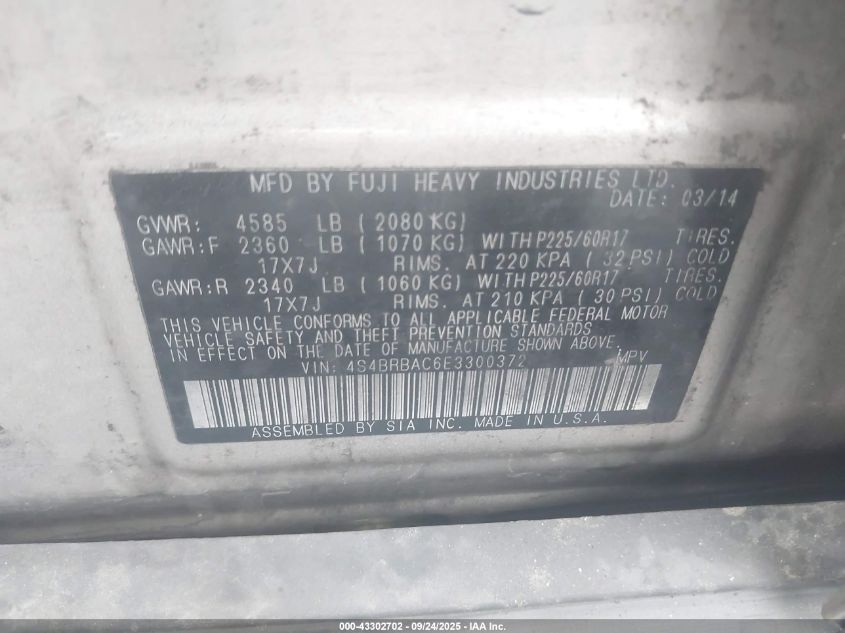 MFD BY FUJI HEAVY INDUSTRIES LTD.
DATE: 03/14
GVWR: 4585 LB ( 2080 KG)
GAWR:F 2360 LB ( 1070 KG) WITH P225/60R17 TIRES.
17X7J RIMS. AT 220 KPA ( 32 PSI) COLD
GAWR:R 2340 LB ( 1060 KG) WITH P225/60R17 TIRES.
17X7J RIMS. AT 210 KPA ( 30 PSI) COLD
THIS VEHICLE CONFORMS TO ALL APPLICABLE FEDERAL MOTOR
VEHICLE SAFETY AND THEFT PREVENTION STANDARDS
IN EFFECT ON THE DATE OF MANUFACTURE SHOWN ABOVE.
VIN: 4S4BRBAC6E3300372 MPV
ASSEMBLED BY SIA INC. MADE IN U.S.A.
000-43302702 - 09/24/2025 - IAA Inc.